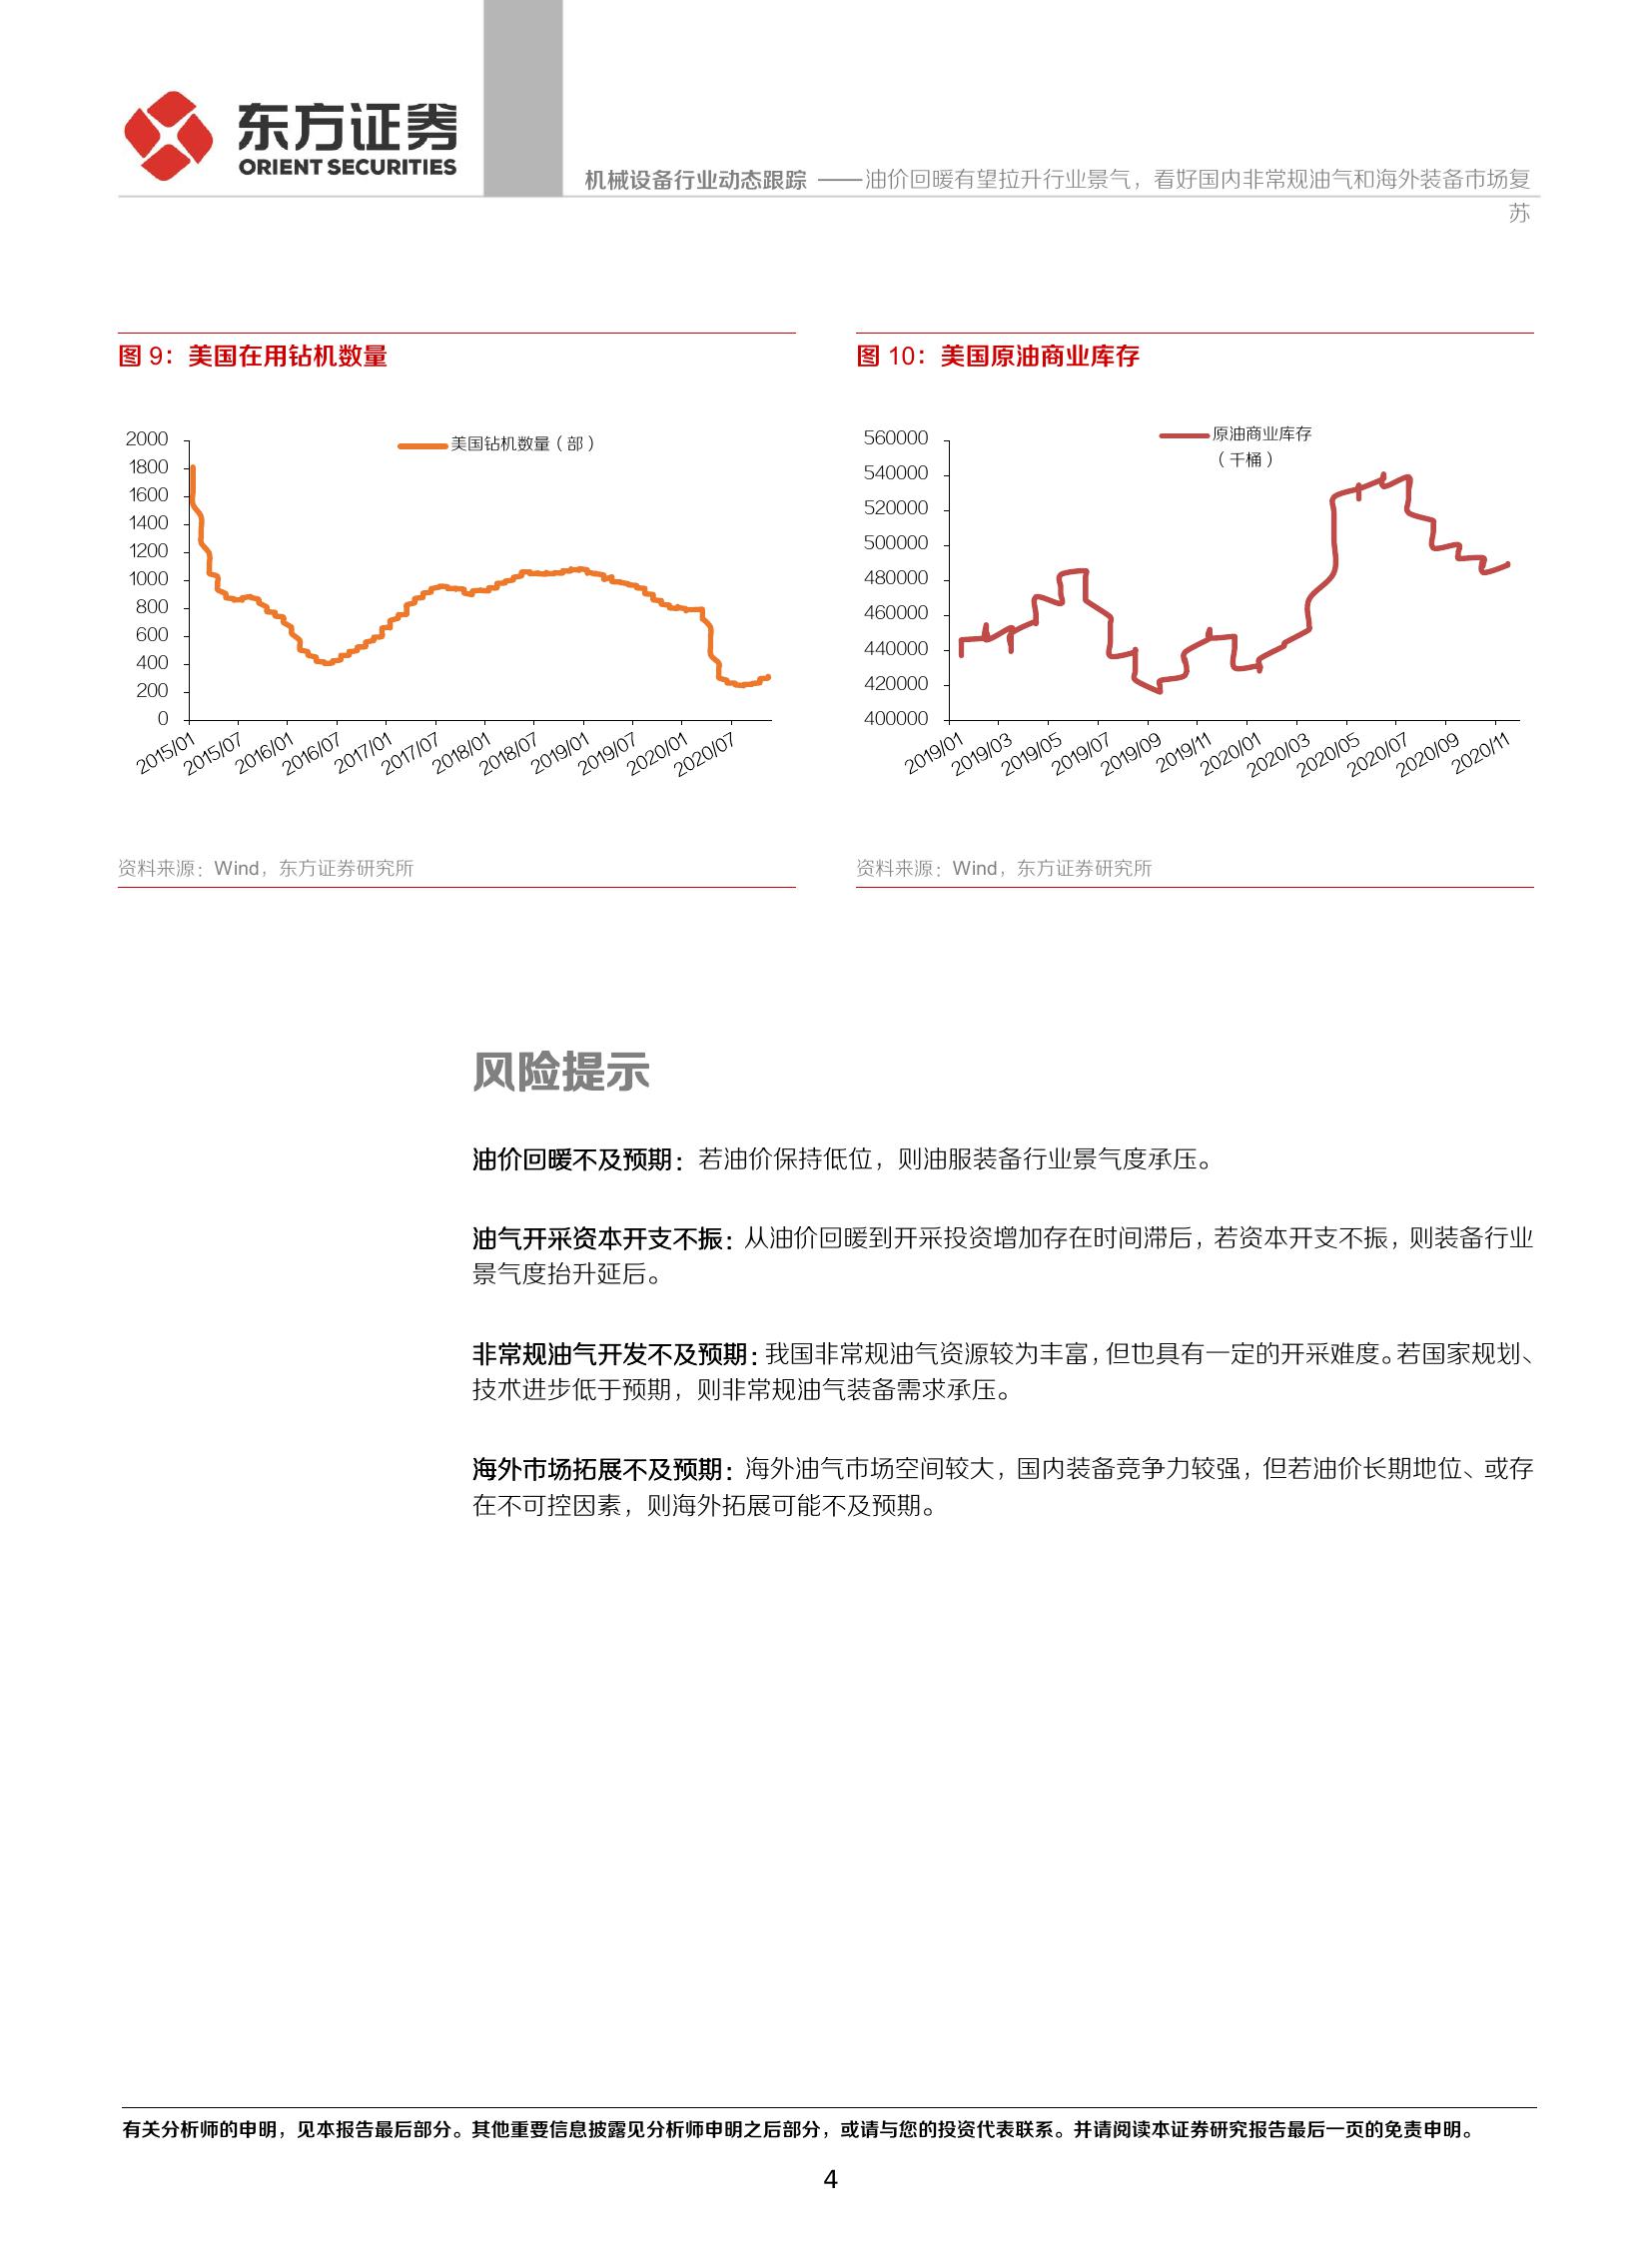 东方证券
ORIENT SECURITIES
机械设备行业动态跟踪 ——油价回暖有望拉升行业景气，看好国内非常规油气和海外装备市场复
苏
图 9：美国在用钻机数量
美国钻机数量（部）
2000
1800
1600
1400
1200
1000
800
600
400
200
0
2015/01
2015/07
2016/01
2016/07
2017/01
2017/07
2018/01
2018/07
2019/01
2019/07
2020/01
2020/07
资料来源：Wind，东方证券研究所
图 10：美国原油商业库存
原油商业库存
（千桶）
560000
540000
520000
500000
480000
460000
440000
420000
400000
2019/01
2019/03
2019/05
2019/07
2019/09
2019/11
2020/01
2020/03
2020/05
2020/07
2020/09
2020/11
资料来源：Wind，东方证券研究所
风险提示
油价回暖不及预期：若油价保持低位，则油服装备行业景气度承压。
油气开采资本开支不振：从油价回暖到开采投资增加存在时间滞后，若资本开支不振，则装备行业
景气度抬升延后。
非常规油气开发不及预期：我国非常规油气资源较为丰富，但也具有一定的开采难度。若国家规划、
技术进步低于预期，则非常规油气装备需求承压。
海外市场拓展不及预期：海外油气市场空间较大，国内装备竞争力较强，但若油价长期地位、或存
在不可控因素，则海外拓展可能不及预期。
有关分析师的申明，见本报告最后部分。其他重要信息披露见分析师申明之后部分，或请与您的投资代表联系。并请阅读本证券研究报告最后一页的免责申明。
4